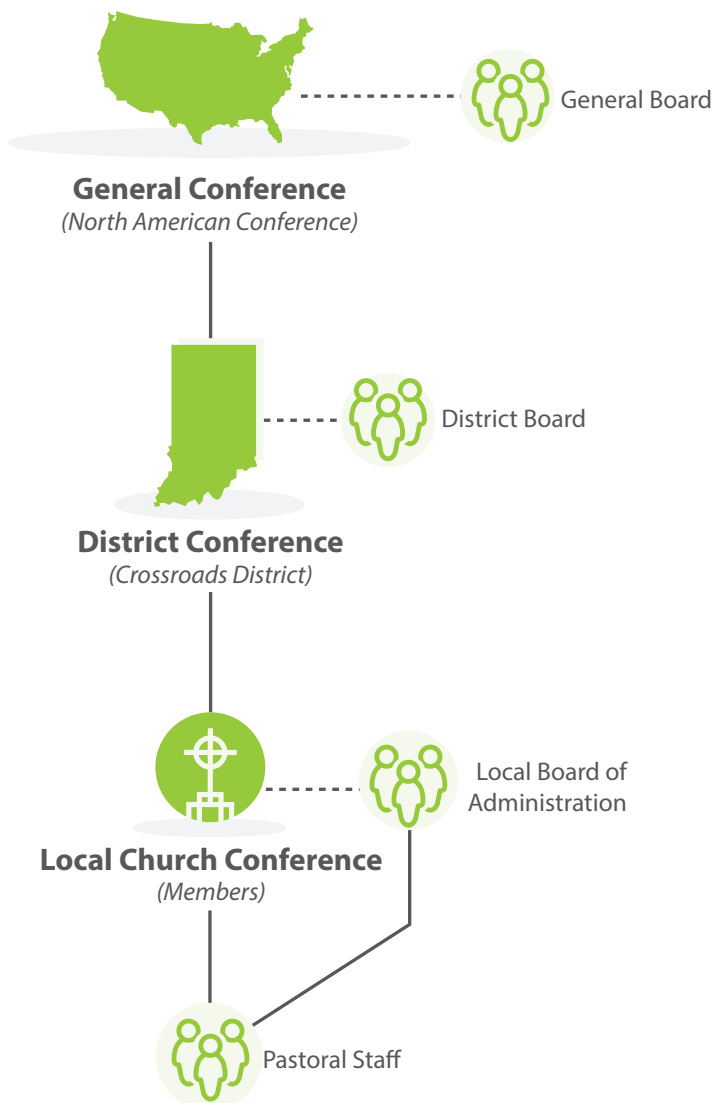 General Board
General Conference
(North American Conference)
District Board
District Conference
(Crossroads District)
Local Board of
Administration
Local Church Conference
(Members)
Pastoral Staff